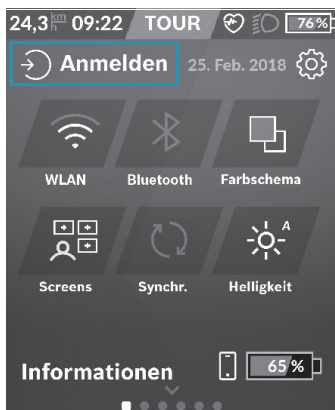 24,3 km/h 09:22 TOUR 76%
Anmelden 25. Feb. 2018
WLAN Bluetooth Farbschema
A
Screens Synchr. Helligkeit
Informationen 65 %